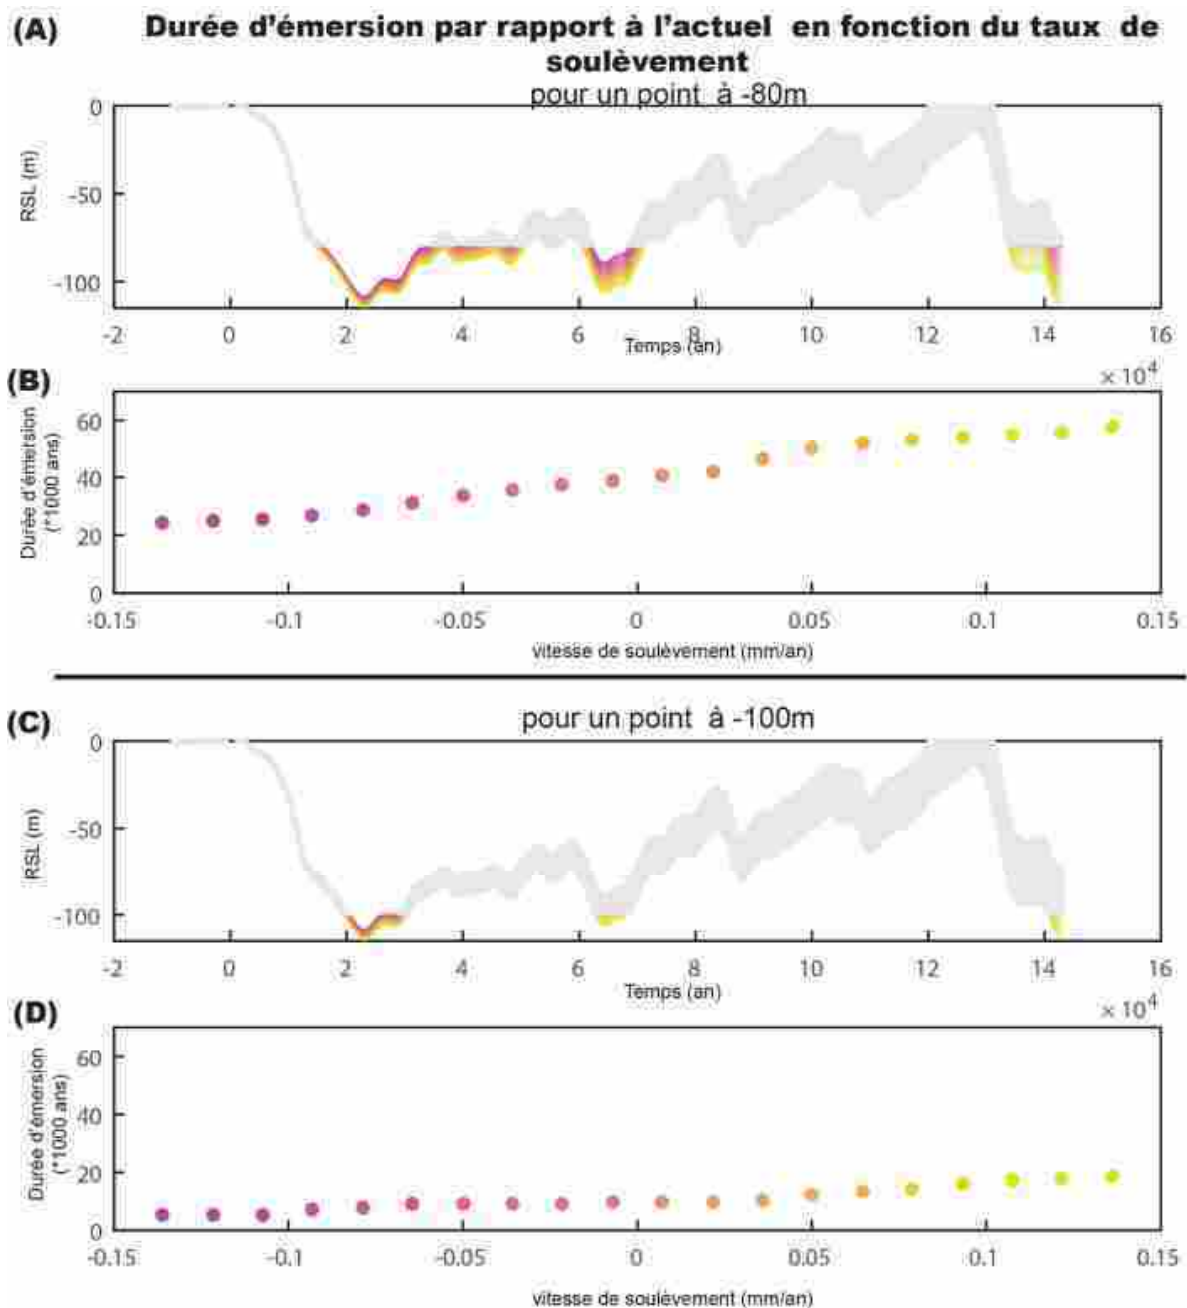 (A)
Durée d’émersion par rapport à l’actuel en fonction du taux de
soulèvement
pour un point à -80m
RSL (m)
0
-50
-100
-2 0 2 4 6 8 10 12 14 16
Temps (an)
× 10⁴
(B)
Durée d'émetsion
(*1000 ans)
60
40
20
0
-0.15 -0.1 -0.05 0 0.05 0.1 0.15
vitesse de soulèvement (mm/an)
(C)
pour un point à -100m
RSL (m)
0
-50
-100
-2 0 2 4 6 8 10 12 14 16
Temps (an)
× 10⁴
(D)
Durée d'émersion
(*1000 ans)
60
40
20
0
-0.15 -0.1 -0.05 0 0.05 0.1 0.15
vitesse de soulèvement (mm/an)